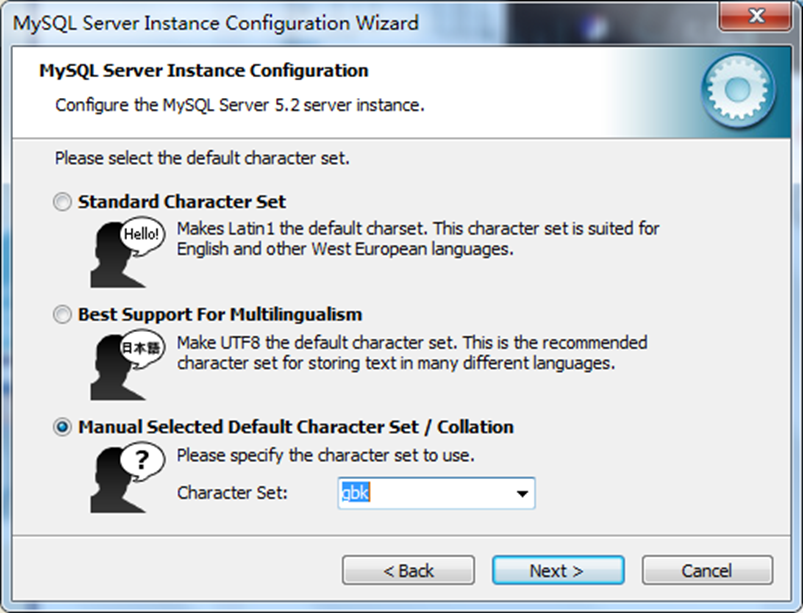 MySQL Server Instance Configuration Wizard
MySQL Server Instance Configuration
Configure the MySQL Server 5.2 server instance.
Please select the default character set.
Standard Character Set
Hello!
Makes Latin1 the default charset. This character set is suited for
English and other West European languages.
Best Support For Multilingualism
日本語
Make UTF8 the default character set. This is the recommended
character set for storing text in many different languages.
Manual Selected Default Character Set / Collation
?
Please specify the character set to use.
Character Set: gbk
< Back Next > Cancel